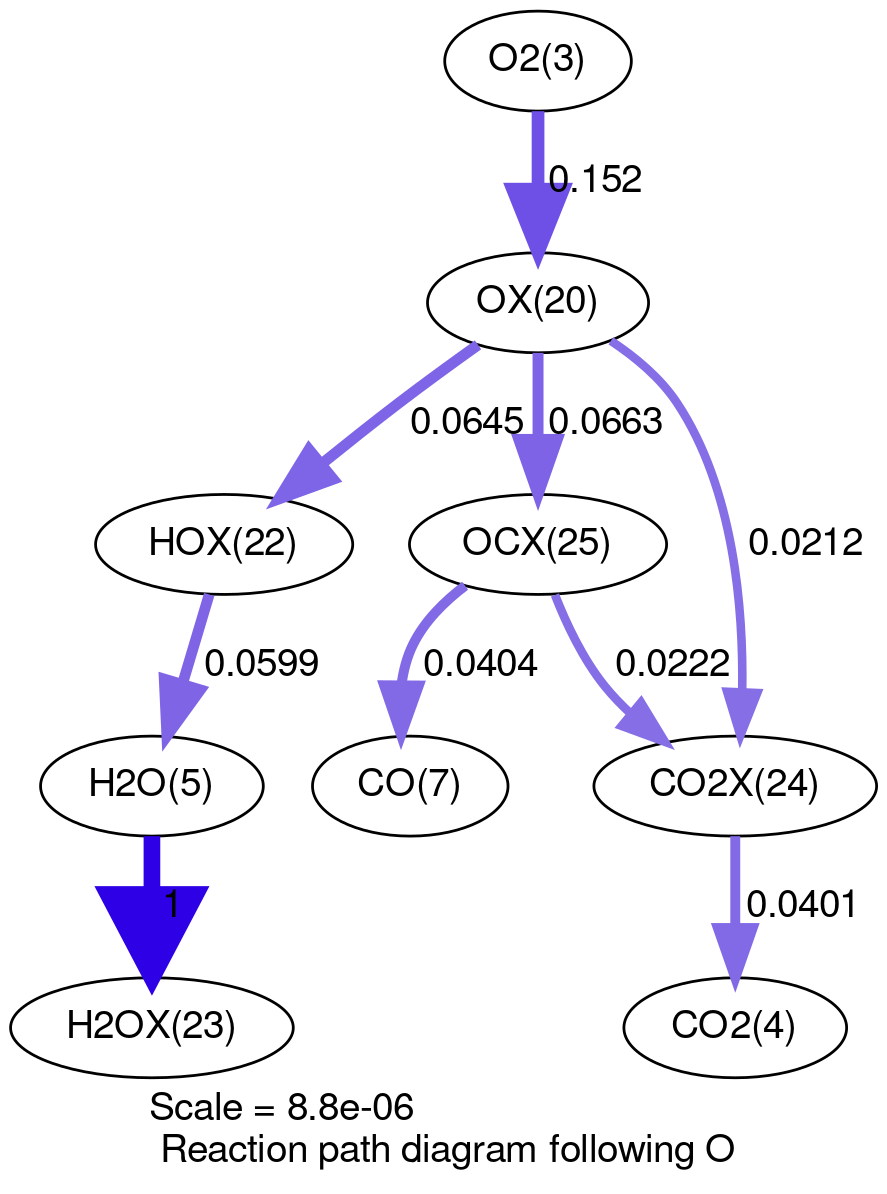 O2(3)
0.152
OX(20)
0.0645
0.0663
0.0212
HOX(22)
OCX(25)
0.0599
0.0404
0.0222
H2O(5)
CO(7)
CO2X(24)
1
0.0401
H2OX(23)
CO2(4)
Scale = 8.8e-06
Reaction path diagram following O